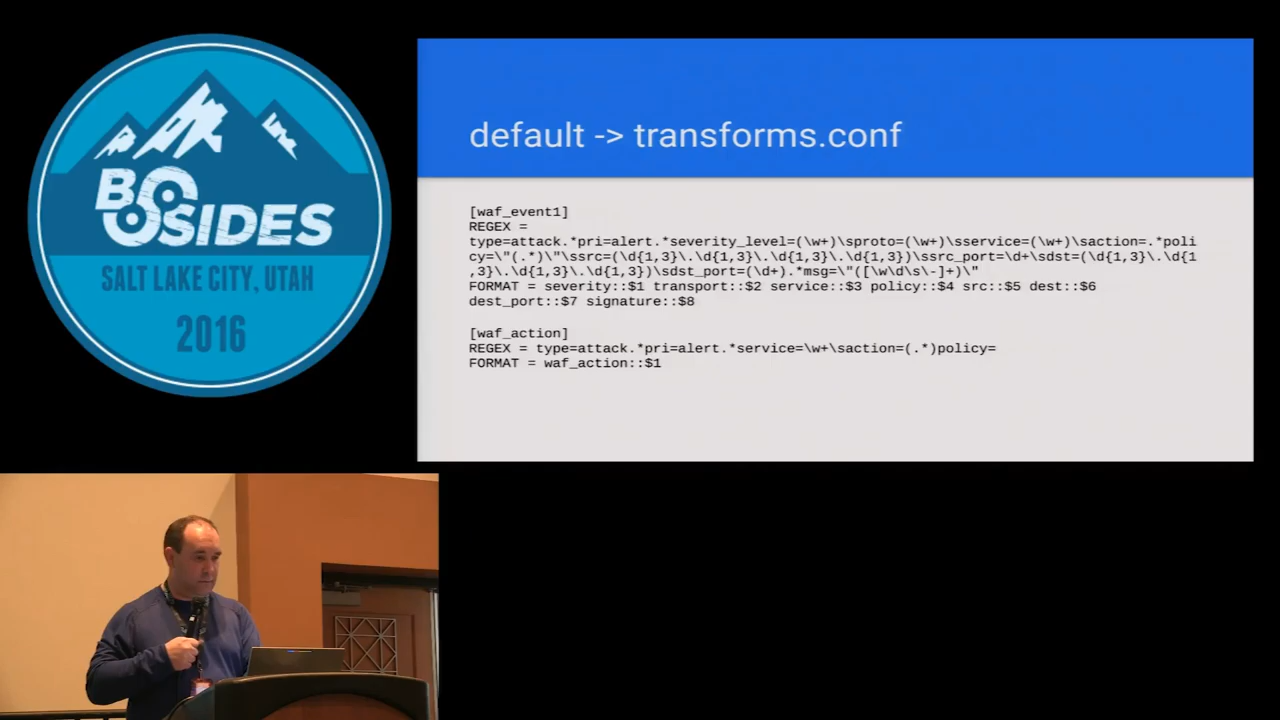 BSIDES
SALT LAKE CITY, UTAH
2016
default -> transforms.conf
[waf_event1]
REGEX =
type=attack.*pri=alert.*severity_level=(\w+)\sproto=(\w+)\sservice=(\w+)\saction=.*poli
cy=\"(.*)\"\ssrc=(\d{1,3}\.\d{1,3}\.\d{1,3}\.\d{1,3})\ssrc_port=\d+\sdst=(\d{1,3}\.\d{1
,3}\.\d{1,3}\.\d{1,3})\sdst_port=(\d+).*msg=\"([\w\d\s\-]+)\"
FORMAT = severity::$1 transport::$2 service::$3 policy::$4 src::$5 dest::$6
dest_port::$7 signature::$8
[waf_action]
REGEX = type=attack.*pri=alert.*service=\w+\saction=(.*)policy=
FORMAT = waf_action::$1